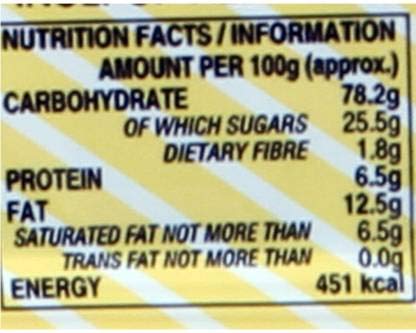 NUTRITION FACTS / INFORMATION
AMOUNT PER 100g (approx.)
CARBOHYDRATE 78.2g
OF WHICH SUGARS 25.5g
DIETARY FIBRE 1.8g
PROTEIN 6.5g
FAT 12.5g
SATURATED FAT NOT MORE THAN 6.5g
TRANS FAT NOT MORE THAN 0.0g
ENERGY 451 kcal